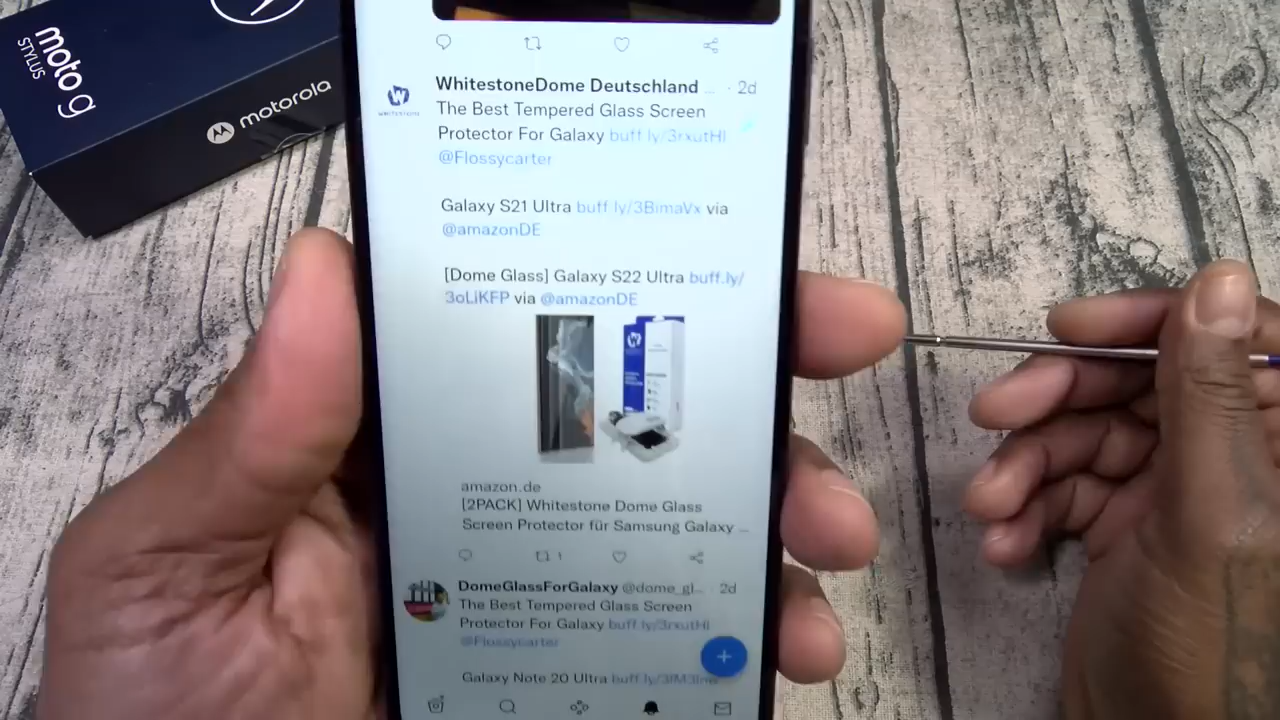 moto g
STYLUS
motorola
WhitestoneDome Deutschland ... · 2d
The Best Tempered Glass Screen
Protector For Galaxy buff.ly/3rxutHI
@Flossycarter
Galaxy S21 Ultra buff.ly/3BimaVx via
@amazonDE
[Dome Glass] Galaxy S22 Ultra buff.ly/
3oLiKFP via @amazonDE
amazon.de
[2PACK] Whitestone Dome Glass
Screen Protector für Samsung Galaxy ...
1
DomeGlassForGalaxy @dome_gl... 2d
The Best Tempered Glass Screen
Protector For Galaxy buff.ly/3rxutHI
@Flossycarter
Galaxy Note 20 Ultra